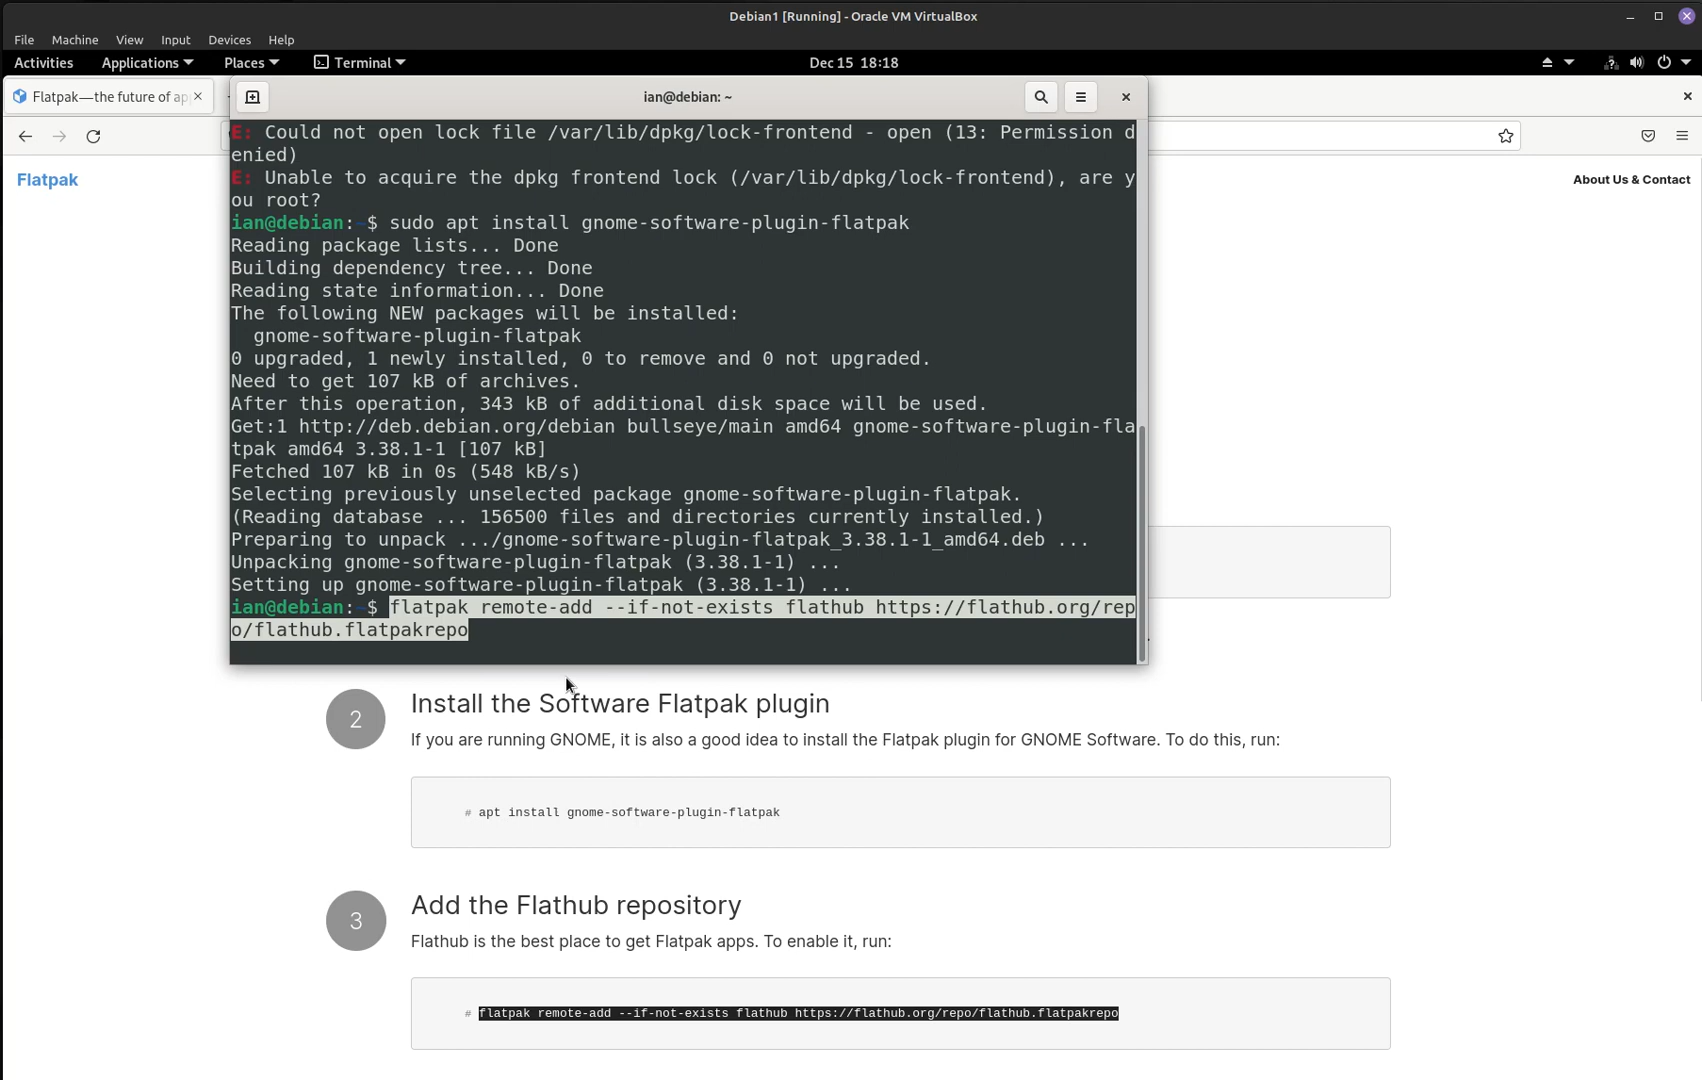 Debian1 [Running] - Oracle VM VirtualBox
File Machine View Input Devices Help
Activities Applications Places Terminal Dec 15 18:18
Flatpak—the future of ap
ian@debian: ~
Flatpak
About Us & Contact
E: Could not open lock file /var/lib/dpkg/lock-frontend - open (13: Permission d
enied)
E: Unable to acquire the dpkg frontend lock (/var/lib/dpkg/lock-frontend), are y
ou root?
ian@debian:~$ sudo apt install gnome-software-plugin-flatpak
Reading package lists... Done
Building dependency tree... Done
Reading state information... Done
The following NEW packages will be installed:
  gnome-software-plugin-flatpak
0 upgraded, 1 newly installed, 0 to remove and 0 not upgraded.
Need to get 107 kB of archives.
After this operation, 343 kB of additional disk space will be used.
Get:1 http://deb.debian.org/debian bullseye/main amd64 gnome-software-plugin-fla
tpak amd64 3.38.1-1 [107 kB]
Fetched 107 kB in 0s (548 kB/s)
Selecting previously unselected package gnome-software-plugin-flatpak.
(Reading database ... 156500 files and directories currently installed.)
Preparing to unpack .../gnome-software-plugin-flatpak_3.38.1-1_amd64.deb ...
Unpacking gnome-software-plugin-flatpak (3.38.1-1) ...
Setting up gnome-software-plugin-flatpak (3.38.1-1) ...
ian@debian:~$ flatpak remote-add --if-not-exists flathub https://flathub.org/rep
o/flathub.flatpakrepo
2
Install the Software Flatpak plugin
If you are running GNOME, it is also a good idea to install the Flatpak plugin for GNOME Software. To do this, run:
# apt install gnome-software-plugin-flatpak
3
Add the Flathub repository
Flathub is the best place to get Flatpak apps. To enable it, run:
# flatpak remote-add --if-not-exists flathub https://flathub.org/repo/flathub.flatpakrepo